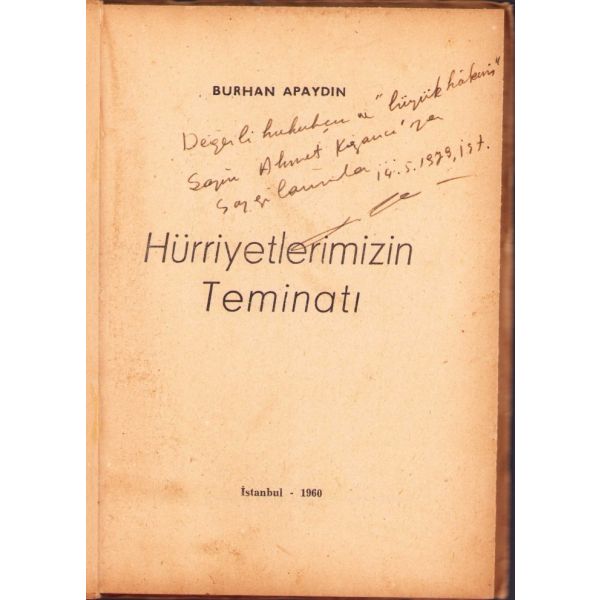 BURHAN APAYDIN
Değerli hukukçu ve "büyük hâkim"
Sayın Ahmet 'ya
Saygılarımla 14.5.1979, İst.
Hürriyetlerimizin
Teminatı
İstanbul - 1960